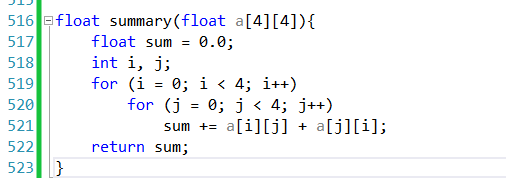 516 float summary(float a[4][4]){
517     float sum = 0.0;
518     int i, j;
519     for (i = 0; i < 4; i++)
520         for (j = 0; j < 4; j++)
521             sum += a[i][j] + a[j][i];
522     return sum;
523 }